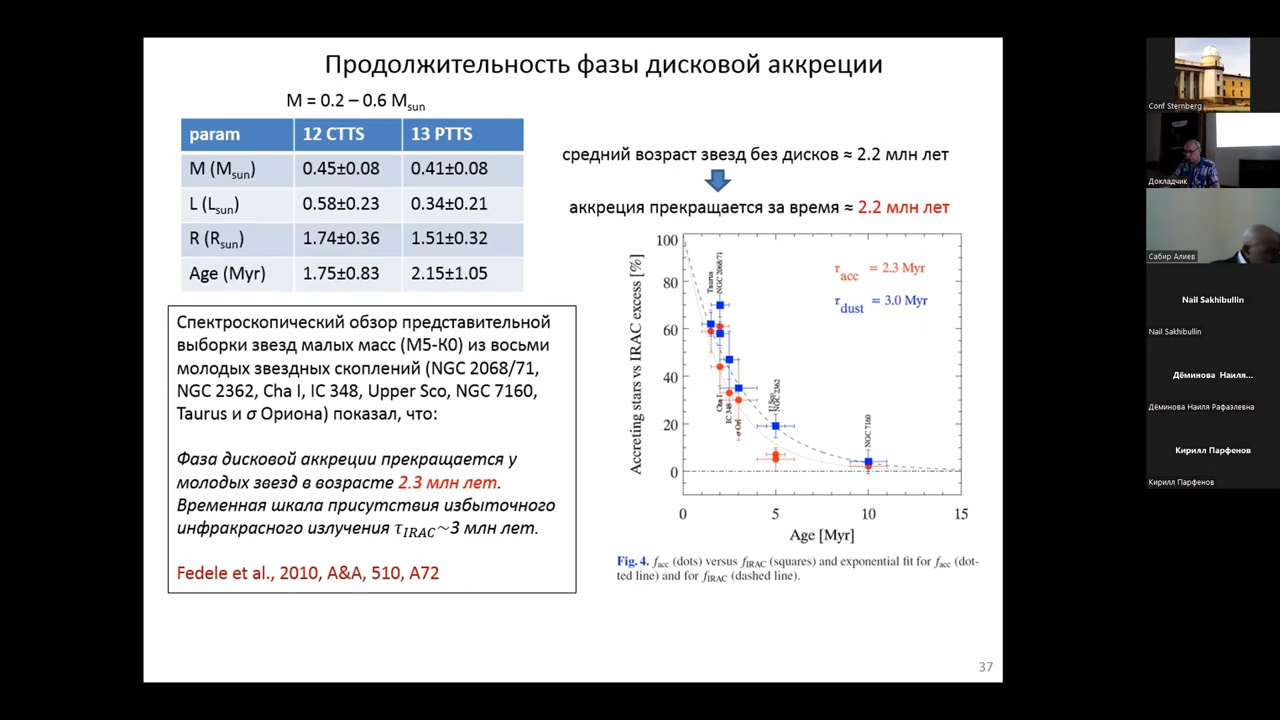 Продолжительность фазы дисковой аккреции
M = 0.2 – 0.6 Msun
param 12 CTTS 13 PTTS
M (Msun) 0.45±0.08 0.41±0.08
L (Lsun) 0.58±0.23 0.34±0.21
R (Rsun) 1.74±0.36 1.51±0.32
Age (Myr) 1.75±0.83 2.15±1.05
Спектроскопический обзор представительной
выборки звезд малых масс (M5-K0) из восьми
молодых звездных скоплений (NGC 2068/71,
NGC 2362, Cha I, IC 348, Upper Sco, NGC 7160,
Taurus и σ Ориона) показал, что:
Фаза дисковой аккреции прекращается у
молодых звезд в возрасте 2.3 млн лет.
Временная шкала присутствия избыточного
инфракрасного излучения τIRAC~3 млн лет.
Fedele et al., 2010, A&A, 510, A72
средний возраст звезд без дисков ≈ 2.2 млн лет
аккреция прекращается за время ≈ 2.2 млн лет
Accreting stars vs IRAC excess [%]
100
80
60
40
20
0
Taurus
NGC 2068/71
Cha I
IC 348
σ Ori
U Sco
NGC 2362
NGC 7160
τacc = 2.3 Myr
τdust = 3.0 Myr
0 5 10 15
Age [Myr]
Fig. 4. facc (dots) versus fIRAC (squares) and exponential fit for facc (dot-
ted line) and for fIRAC (dashed line).
37
Conf Sternberg
Докладчик
Сабир Алиев
Nail Sakhibullin
Nail Sakhibullin
Дёминова Наиля...
Дёминова Наиля Рафаэлевна
Кирилл Парфенов
Кирилл Парфенов